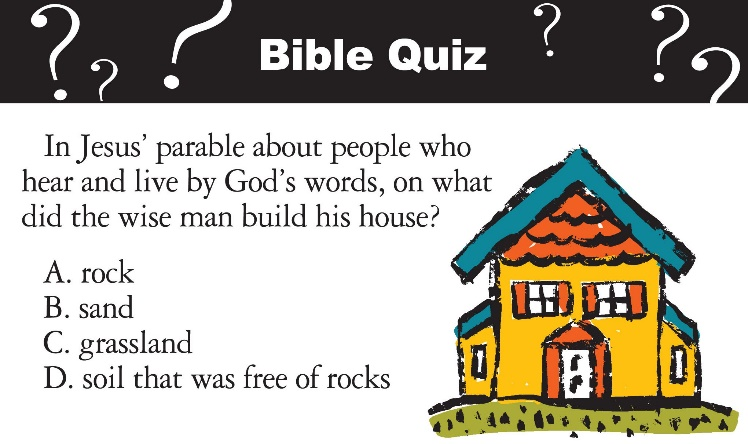 Bible Quiz
In Jesus’ parable about people who
hear and live by God’s words, on what
did the wise man build his house?
A. rock
B. sand
C. grassland
D. soil that was free of rocks